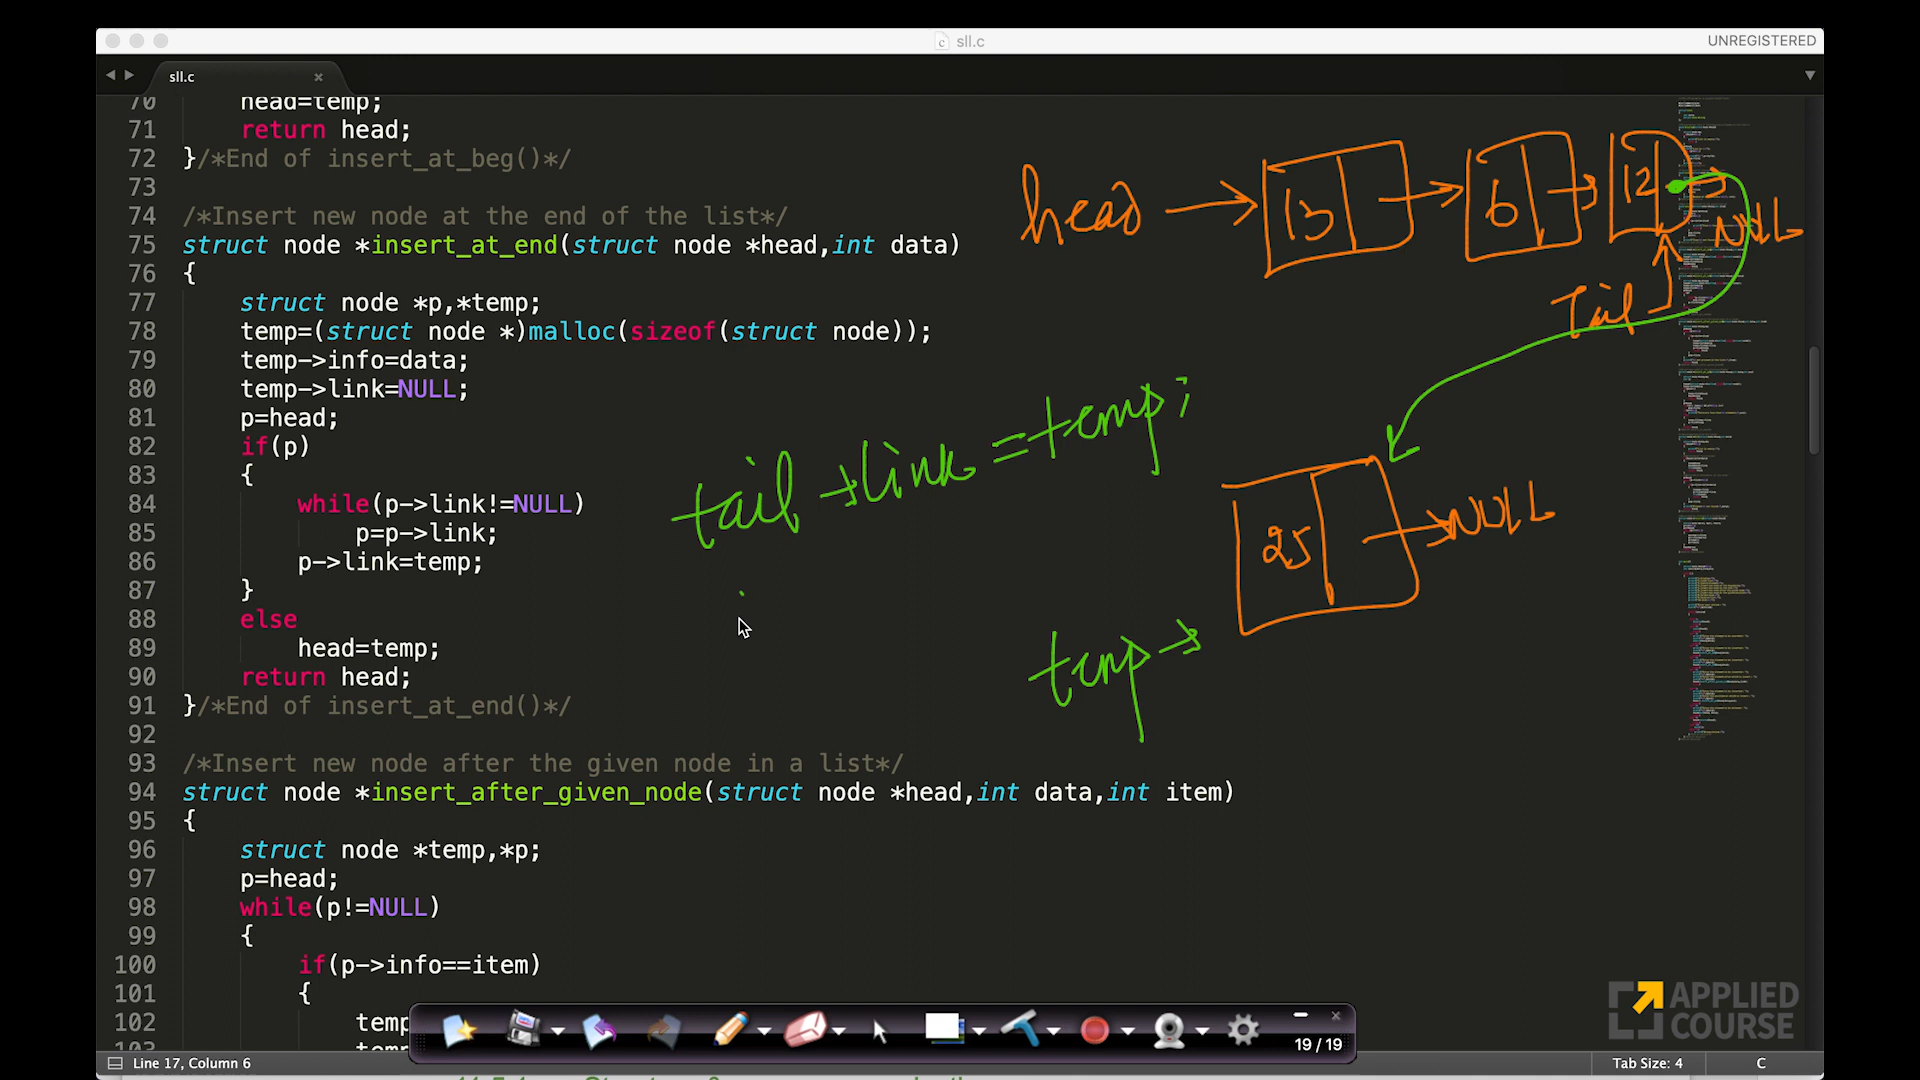 sll.c
UNREGISTERED
sll.c
70 head=temp;
71 return head;
72 }/*End of insert_at_beg()*/
73
74 /*Insert new node at the end of the list*/
75 struct node *insert_at_end(struct node *head,int data)
76 {
77 struct node *p,*temp;
78 temp=(struct node *)malloc(sizeof(struct node));
79 temp->info=data;
80 temp->link=NULL;
81 p=head;
82 if(p)
83 {
84 while(p->link!=NULL)
85 p=p->link;
86 p->link=temp;
87 }
88 else
89 head=temp;
90 return head;
91 }/*End of insert_at_end()*/
92
93 /*Insert new node after the given node in a list*/
94 struct node *insert_after_given_node(struct node *head,int data,int item)
95 {
96 struct node *temp,*p;
97 p=head;
98 while(p!=NULL)
99 {
100 if(p->info==item)
101 {
102 temp
103
head → 13 → 6 → 12 → NULL
Tail
tail → link = temp;
25 → NULL
temp →
APPLIED
COURSE
19 / 19
Line 17, Column 6
Tab Size: 4
C